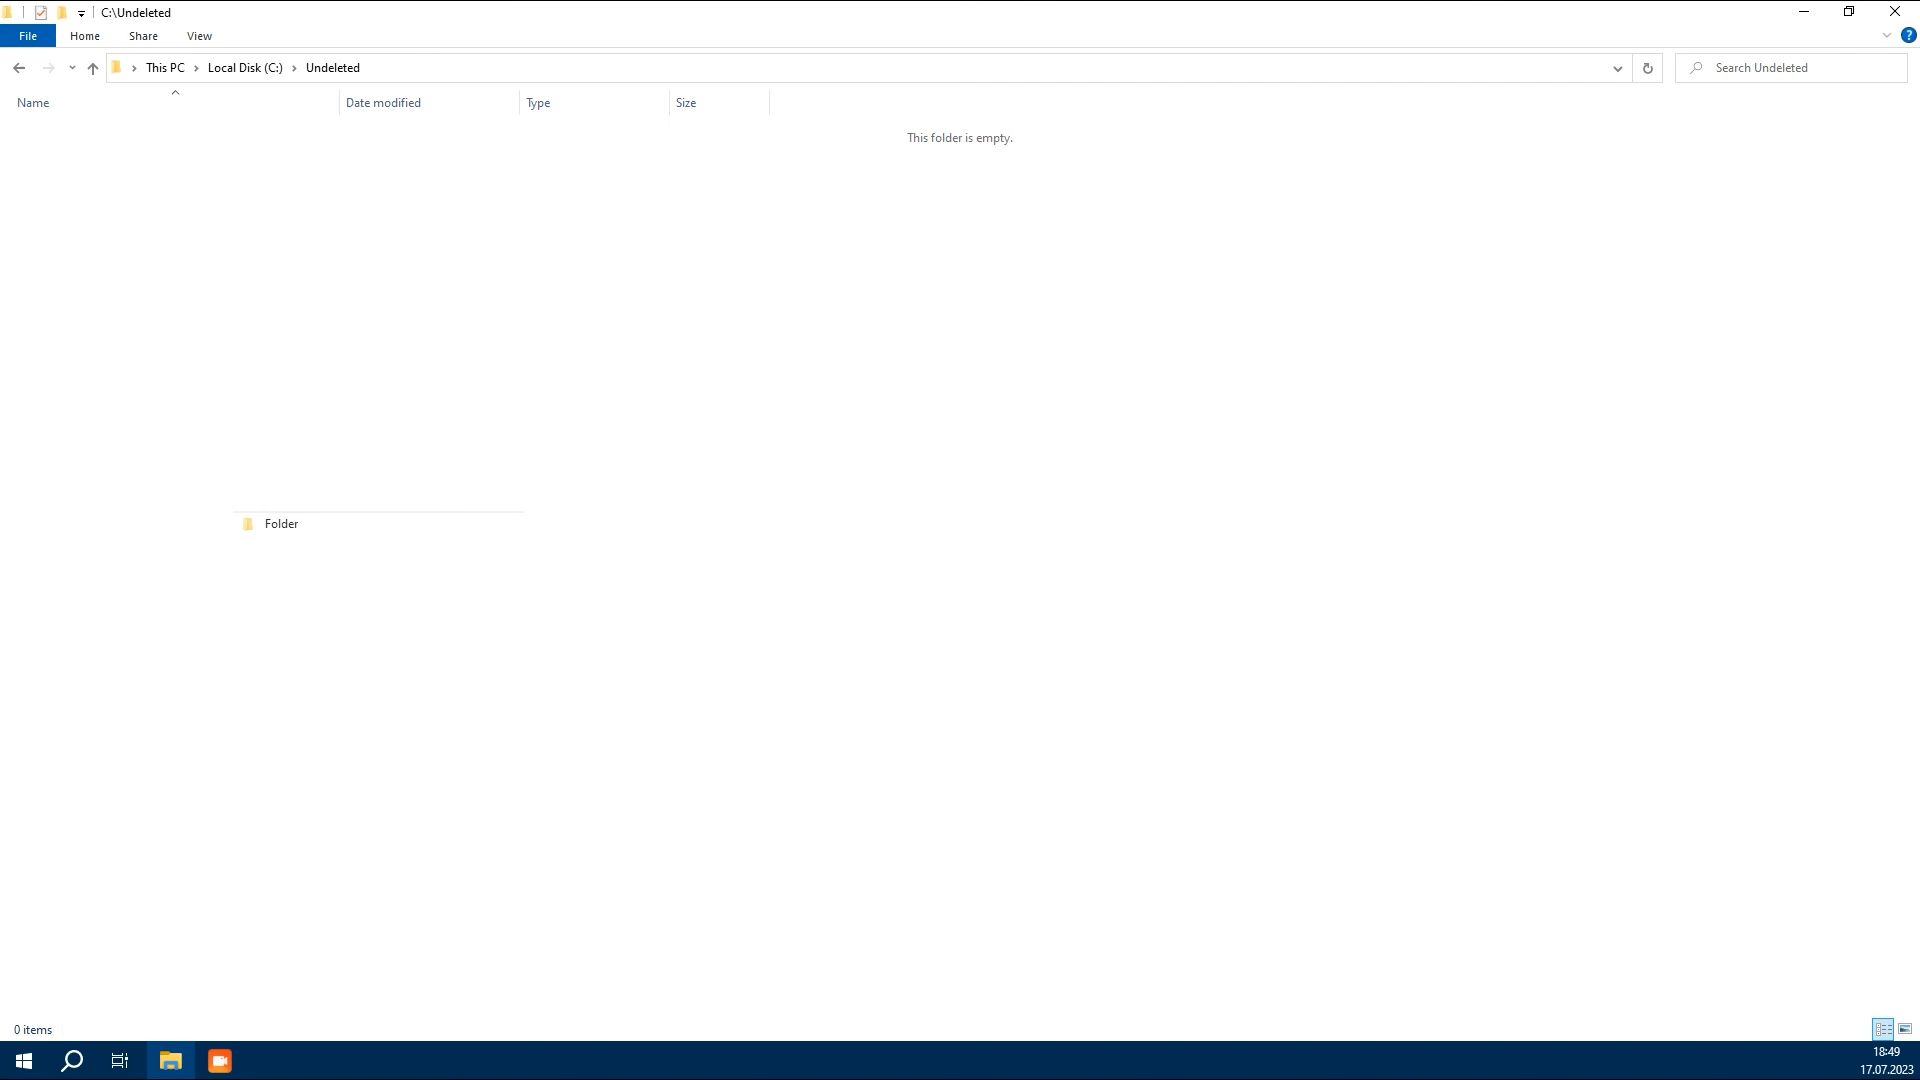 C:\Undeleted
File Home Share View
This PC Local Disk (C:) Undeleted Search Undeleted
Name Date modified Type Size
This folder is empty.
Folder
0 items
18:49
17.07.2023